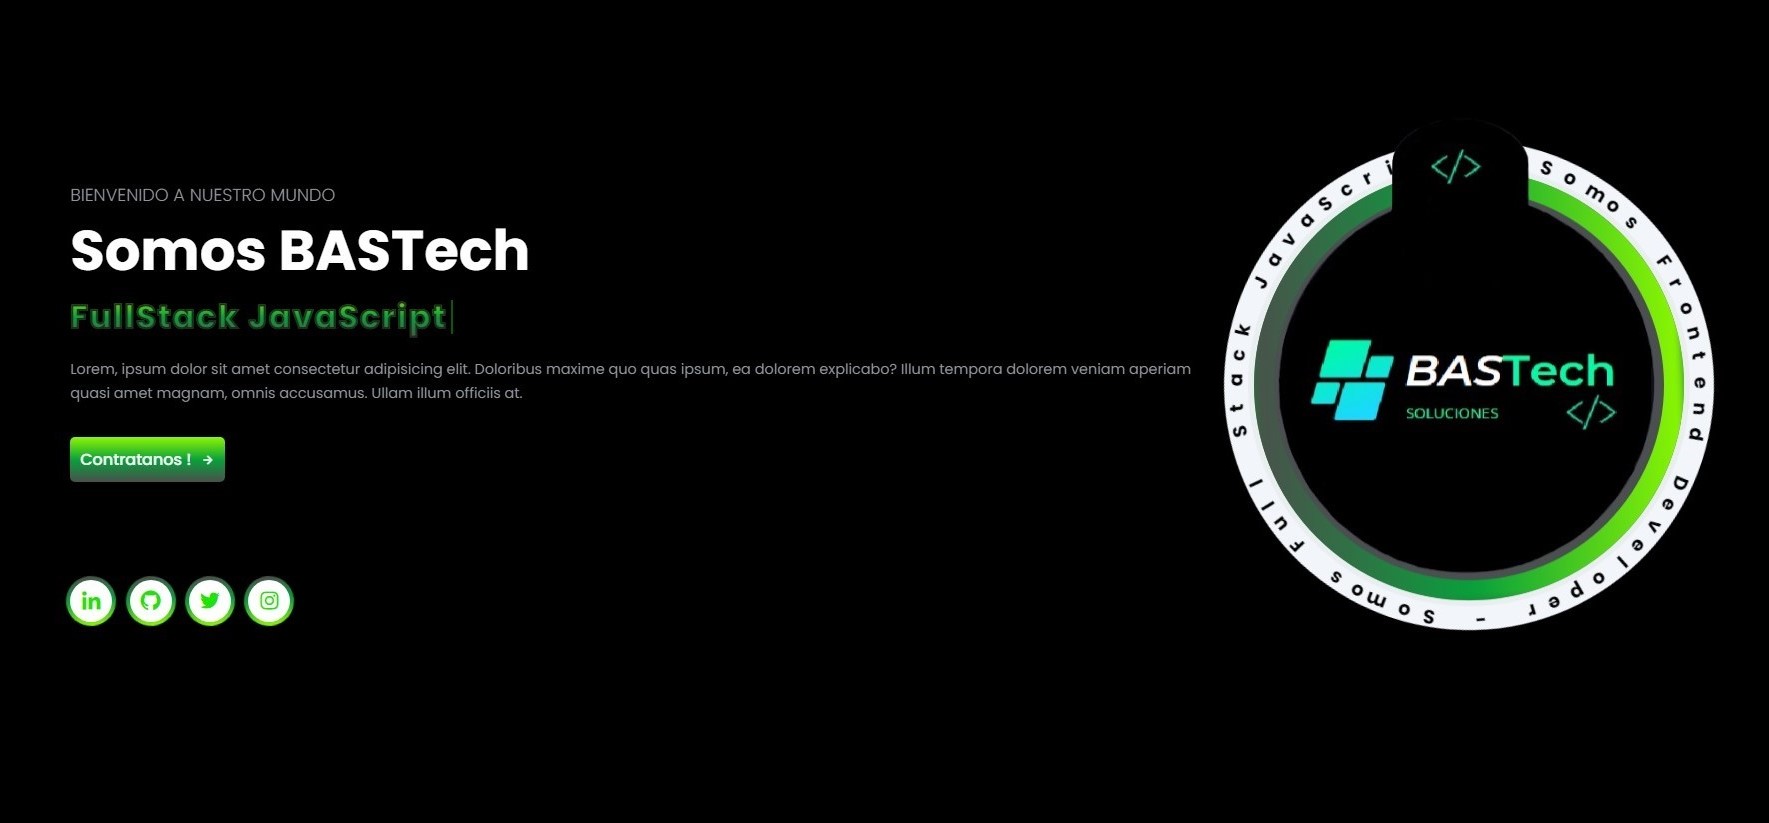 BIENVENIDO A NUESTRO MUNDO
Somos BASTech
FullStack JavaScript
Lorem, ipsum dolor sit amet consectetur adipisicing elit. Doloribus maxime quo quas ipsum, ea dolorem explicabo? Illum tempora dolorem veniam aperiam
quasi amet magnam, omnis accusamus. Ullam illum officiis at.
Contratanos ! →
in
</>
Somos Frontend Developer - Somos Full Stack JavaScri
BASTech
SOLUCIONES
</>